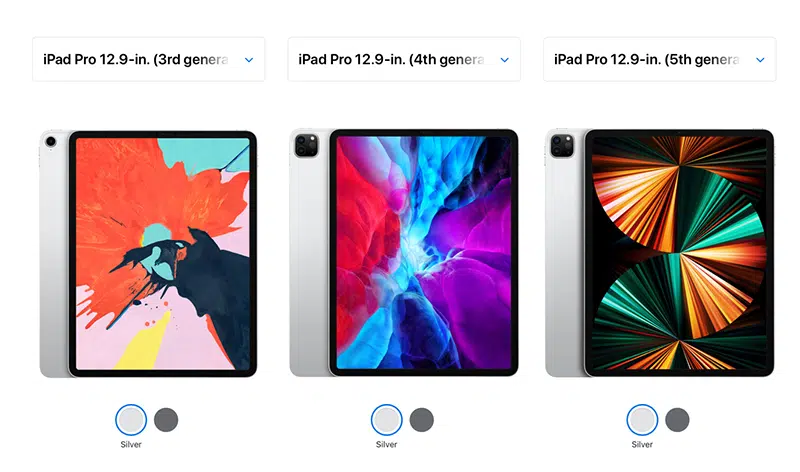 iPad Pro 12.9-in. (3rd genera
iPad Pro 12.9-in. (4th genera
iPad Pro 12.9-in. (5th genera
Silver
Silver
Silver